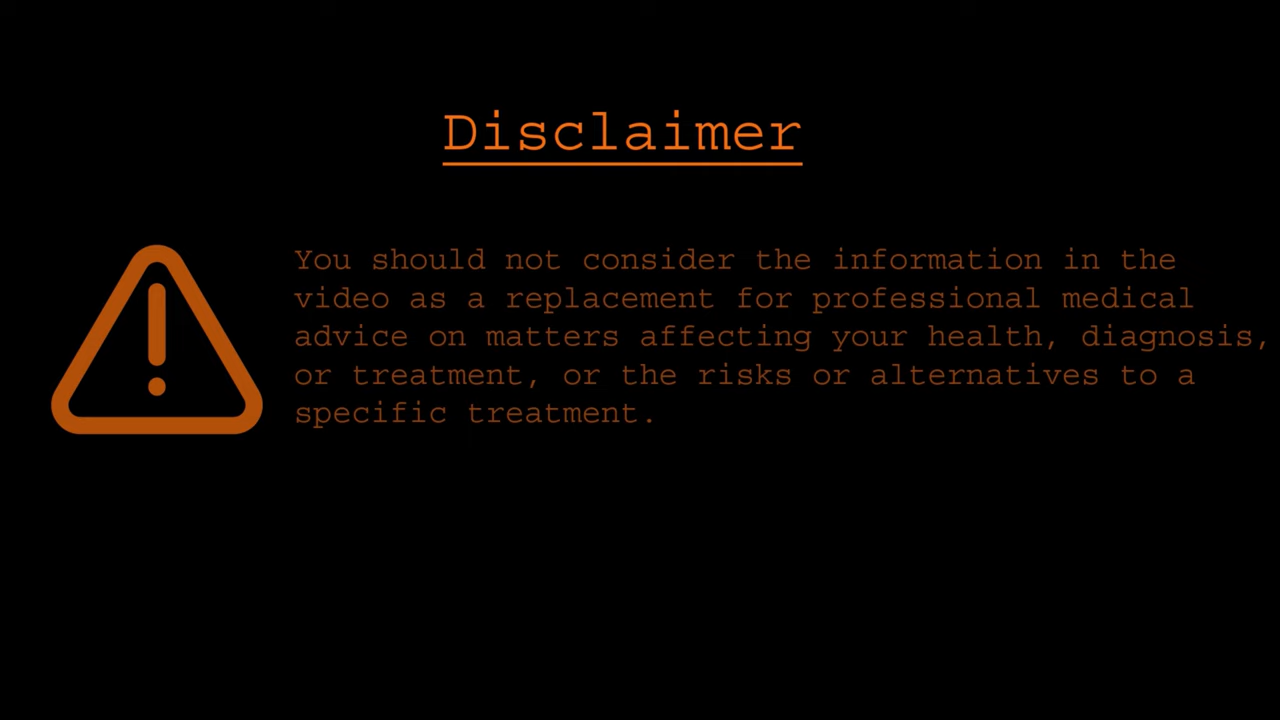 Disclaimer
You should not consider the information in the
video as a replacement for professional medical
advice on matters affecting your health, diagnosis,
or treatment, or the risks or alternatives to a
specific treatment.